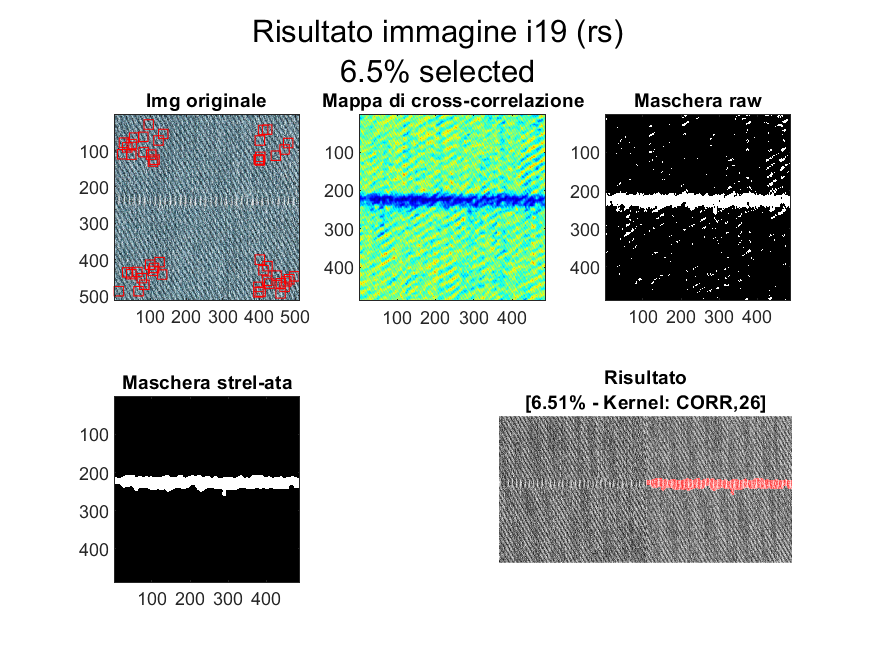 Risultato immagine i19 (rs)
6.5% selected
Img originale
100
200
300
400
500
100 200 300 400 500
Mappa di cross-correlazione
100
200
300
400
100 200 300 400
Maschera raw
100
200
300
400
100 200 300 400
Maschera strel-ata
100
200
300
400
100 200 300 400
Risultato
[6.51% - Kernel: CORR,26]